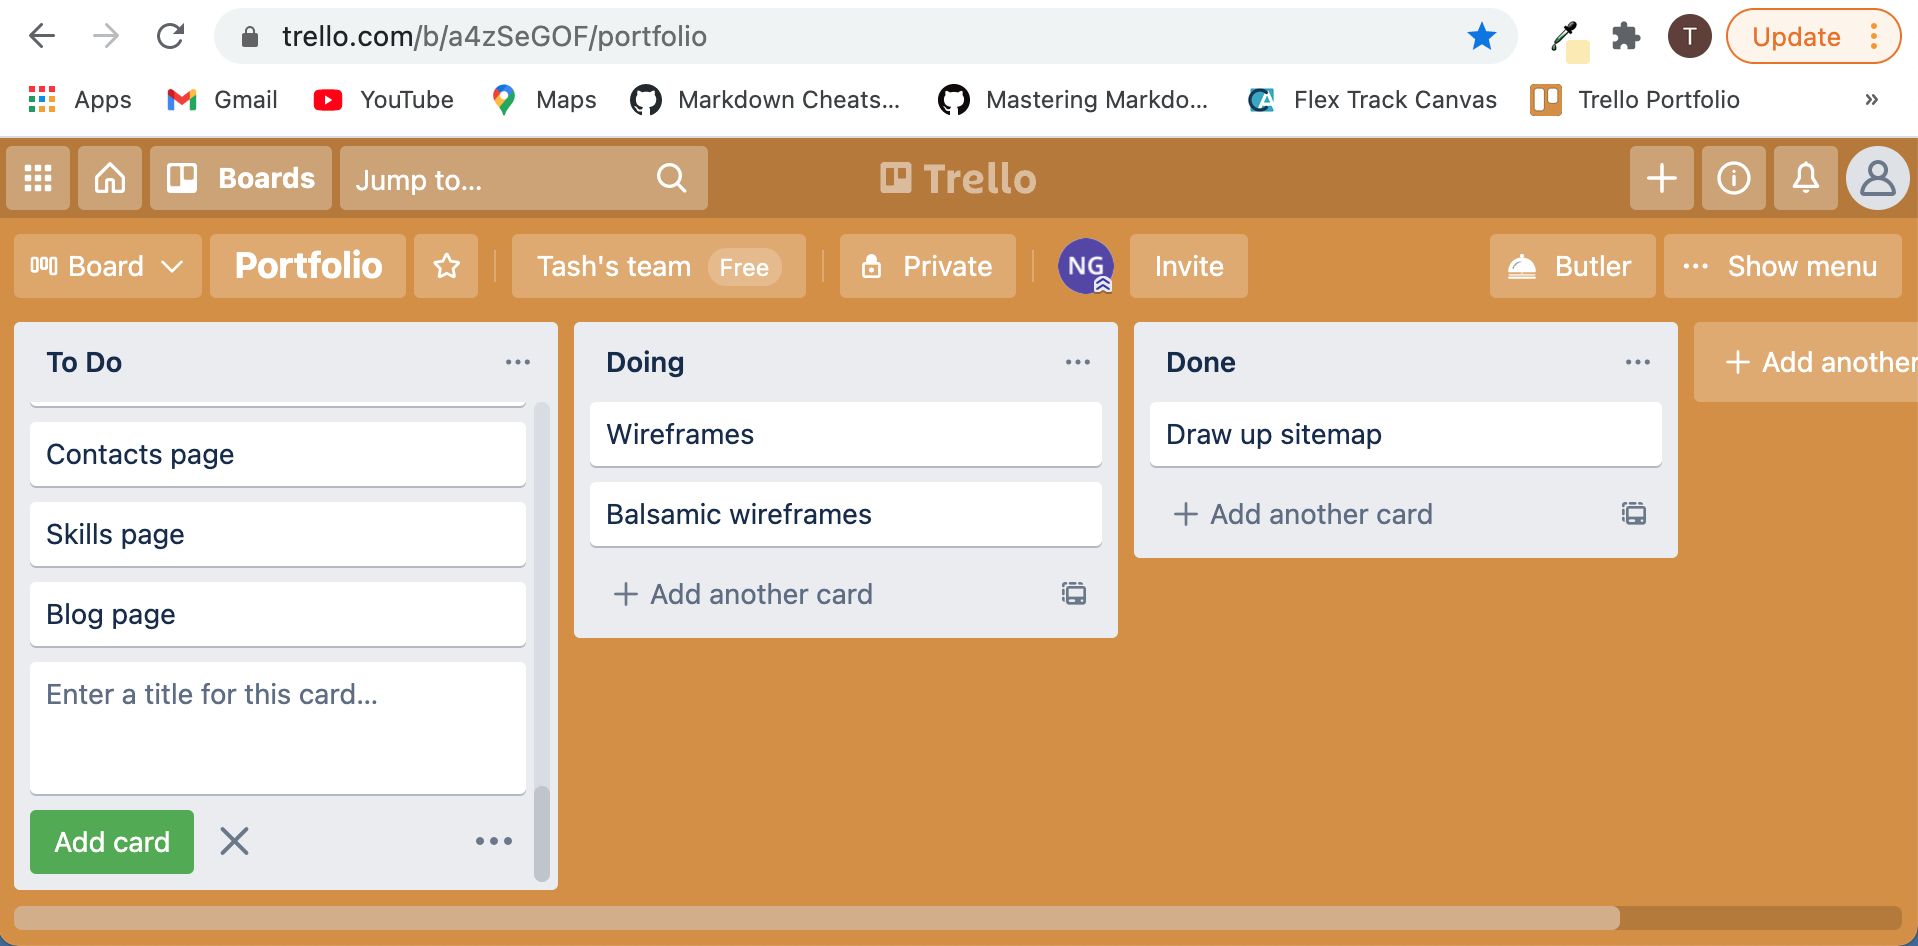 trello.com/b/a4zSeGOF/portfolio
T
Update
Apps
Gmail
YouTube
Maps
Markdown Cheats...
Mastering Markdo...
Flex Track Canvas
Trello Portfolio
»
Boards
Jump to...
Trello
Board
Portfolio
Tash's team
Free
Private
NG
Invite
Butler
Show menu
To Do
Contacts page
Skills page
Blog page
Enter a title for this card...
Add card
Doing
Wireframes
Balsamic wireframes
Add another card
Done
Draw up sitemap
Add another card
Add another